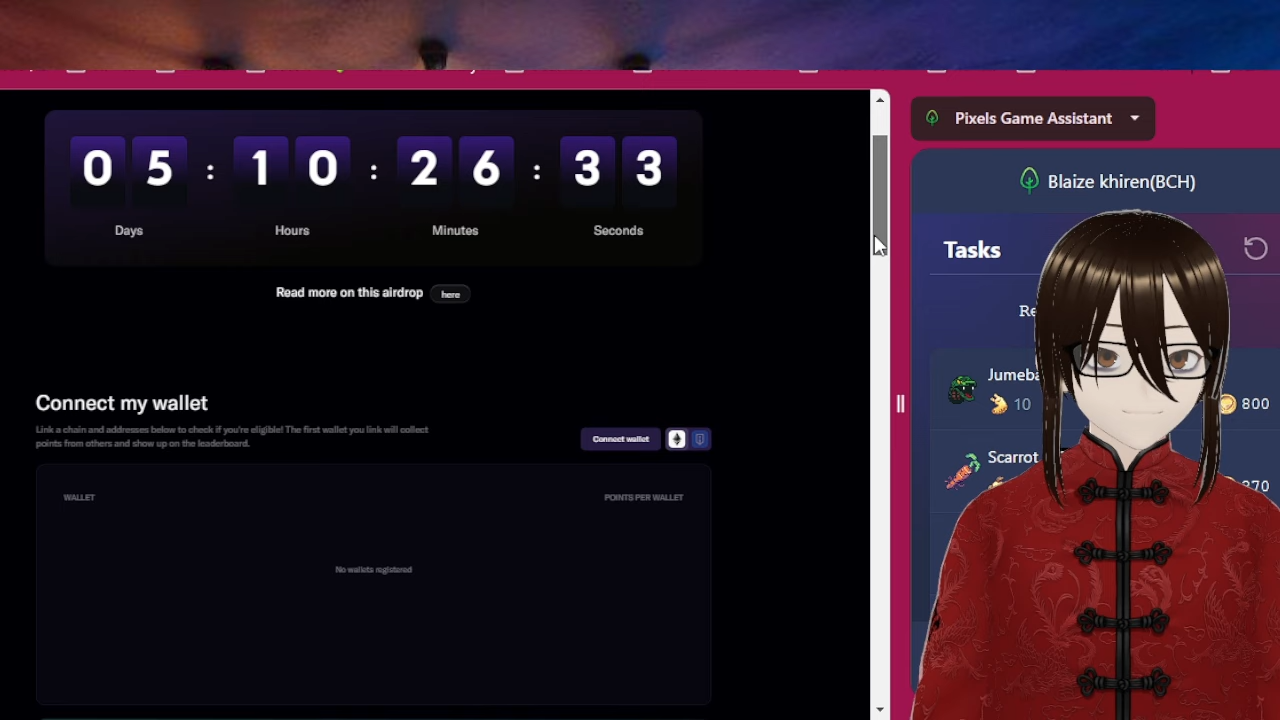 05 : 10 : 26 : 33
Days Hours Minutes Seconds
Read more on this airdrop here
Connect my wallet
Link a chain and addresses below to check if you're eligible! The first wallet you link will collect
points from others and show up on the leaderboard.
Connect wallet
WALLET POINTS PER WALLET
No wallets registered
Pixels Game Assistant
Blaize khiren(BCH)
Tasks
10 800
Scarrot